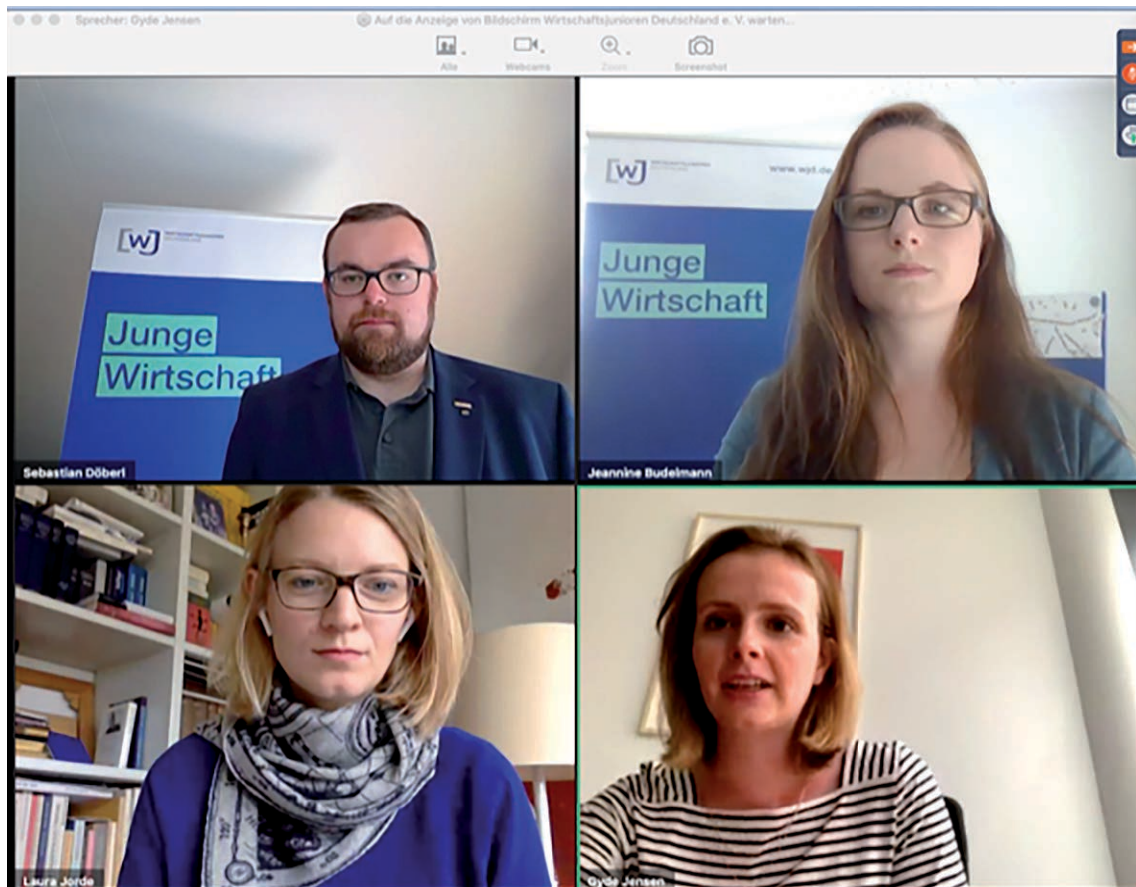 Sprecher: Gyde Jensen
Auf die Anzeige von Bildschirm Wirtschaftsjunioren Deutschland e. V. warten...
Alle
Webcams
Zoom
Screenshot
[WJ]
Junge
Wirtschaft
Sebastian Döberl
[WJ]
www.wjd.de
Junge
Wirtschaft
Jeannine Budelmann
Laura Jorde
Gyde Jensen